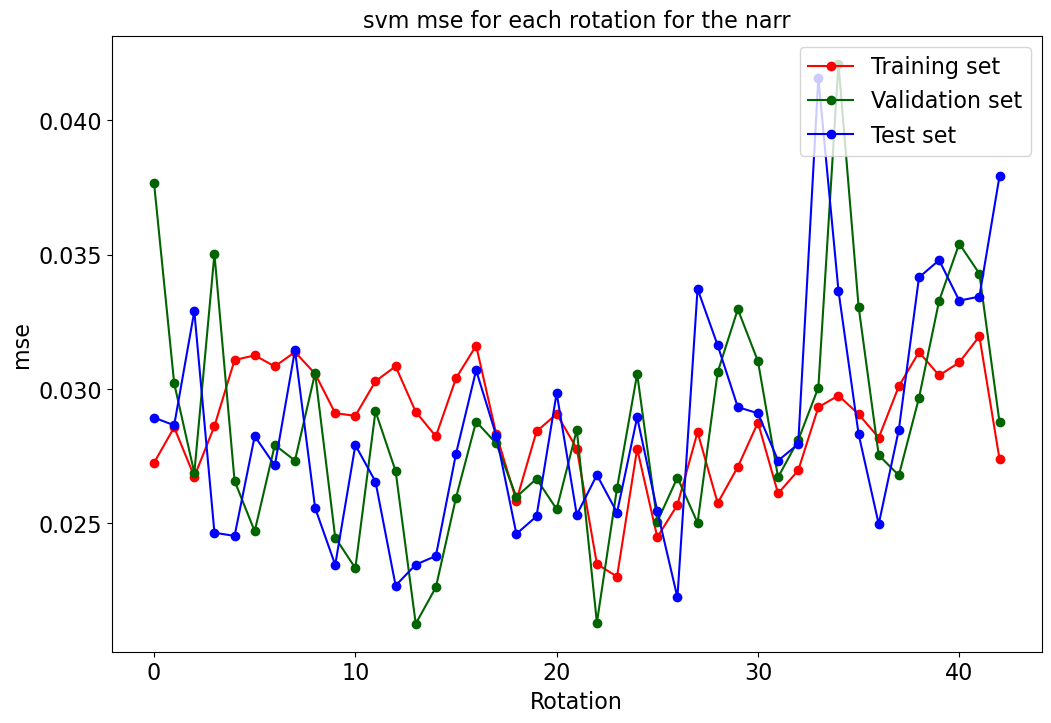 svm mse for each rotation for the narr
Training set
Validation set
Test set
0.040
0.035
0.030
0.025
mse
0
10
20
30
40
Rotation